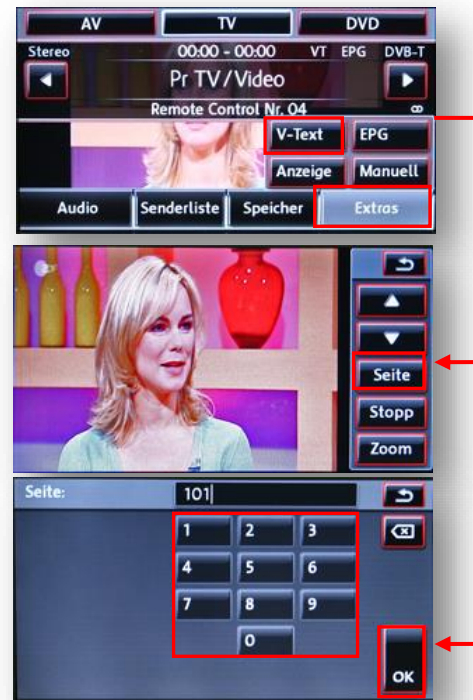 AV TV DVD
Stereo 00:00 - 00:00 VT EPG DVB-T
Pr TV/Video
Remote Control Nr. 04
V-Text EPG
Anzeige Manuell
Audio Senderliste Speicher Extras
Seite
Stopp
Zoom
Seite: 101
1 2 3
4 5 6
7 8 9
0
OK